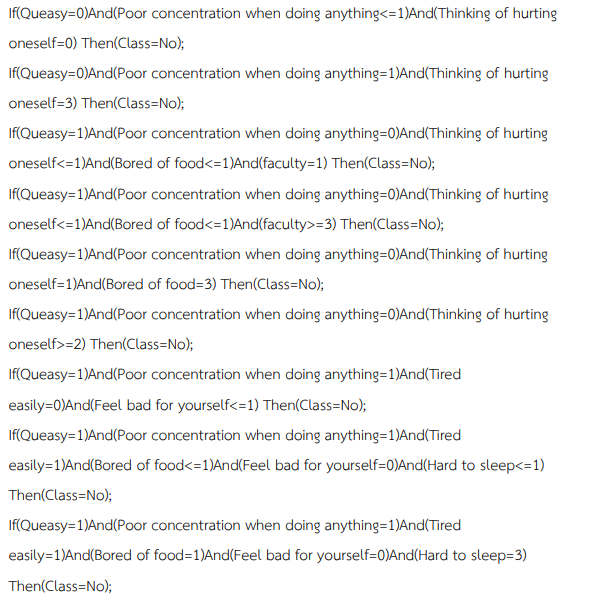 If(Queasy=0)And(Poor concentration when doing anything<=1)And(Thinking of hurting
oneself=0) Then(Class=No);
If(Queasy=0)And(Poor concentration when doing anything=1)And(Thinking of hurting
oneself=3) Then(Class=No);
If(Queasy=1)And(Poor concentration when doing anything=0)And(Thinking of hurting
oneself<=1)And(Bored of food<=1)And(faculty=1) Then(Class=No);
If(Queasy=1)And(Poor concentration when doing anything=0)And(Thinking of hurting
oneself<=1)And(Bored of food<=1)And(faculty>=3) Then(Class=No);
If(Queasy=1)And(Poor concentration when doing anything=0)And(Thinking of hurting
oneself=1)And(Bored of food=3) Then(Class=No);
If(Queasy=1)And(Poor concentration when doing anything=0)And(Thinking of hurting
oneself>=2) Then(Class=No);
If(Queasy=1)And(Poor concentration when doing anything=1)And(Tired
easily=0)And(Feel bad for yourself<=1) Then(Class=No);
If(Queasy=1)And(Poor concentration when doing anything=1)And(Tired
easily=1)And(Bored of food<=1)And(Feel bad for yourself=0)And(Hard to sleep<=1)
Then(Class=No);
If(Queasy=1)And(Poor concentration when doing anything=1)And(Tired
easily=1)And(Bored of food=1)And(Feel bad for yourself=0)And(Hard to sleep=3)
Then(Class=No);